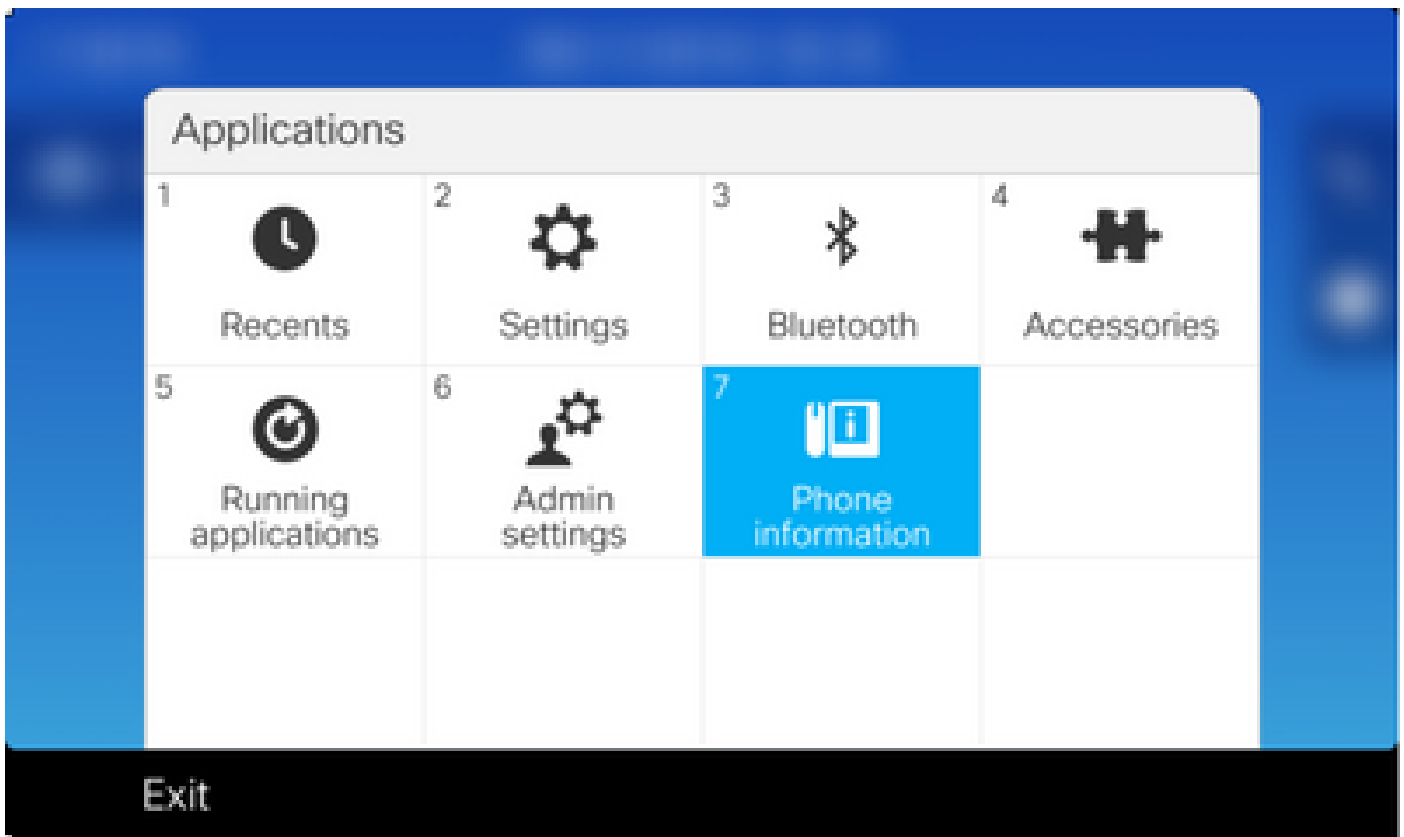 Applications
1
Recents
2
Settings
3
Bluetooth
4
Accessories
5
Running
applications
6
Admin
settings
7
Phone
information
Exit